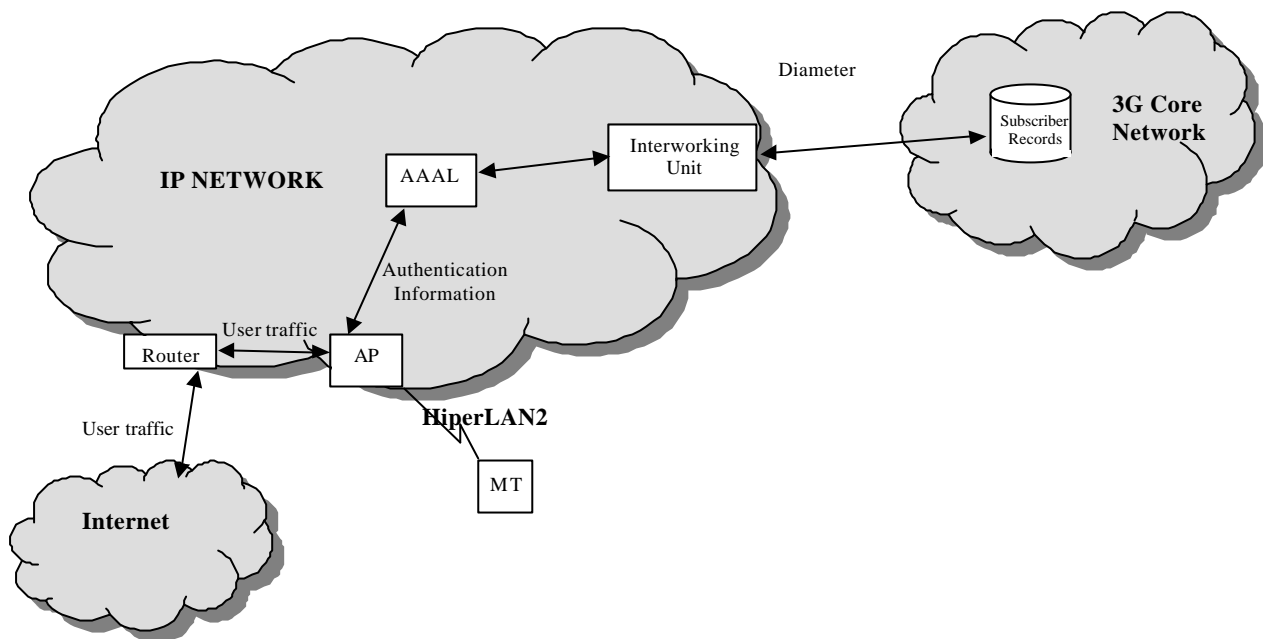 Diameter
3G Core
Network
Subscriber
Records
Interworking
Unit
IP NETWORK
AAAL
Authentication
Information
User traffic
Router
AP
HiperLAN2
User traffic
MT
Internet